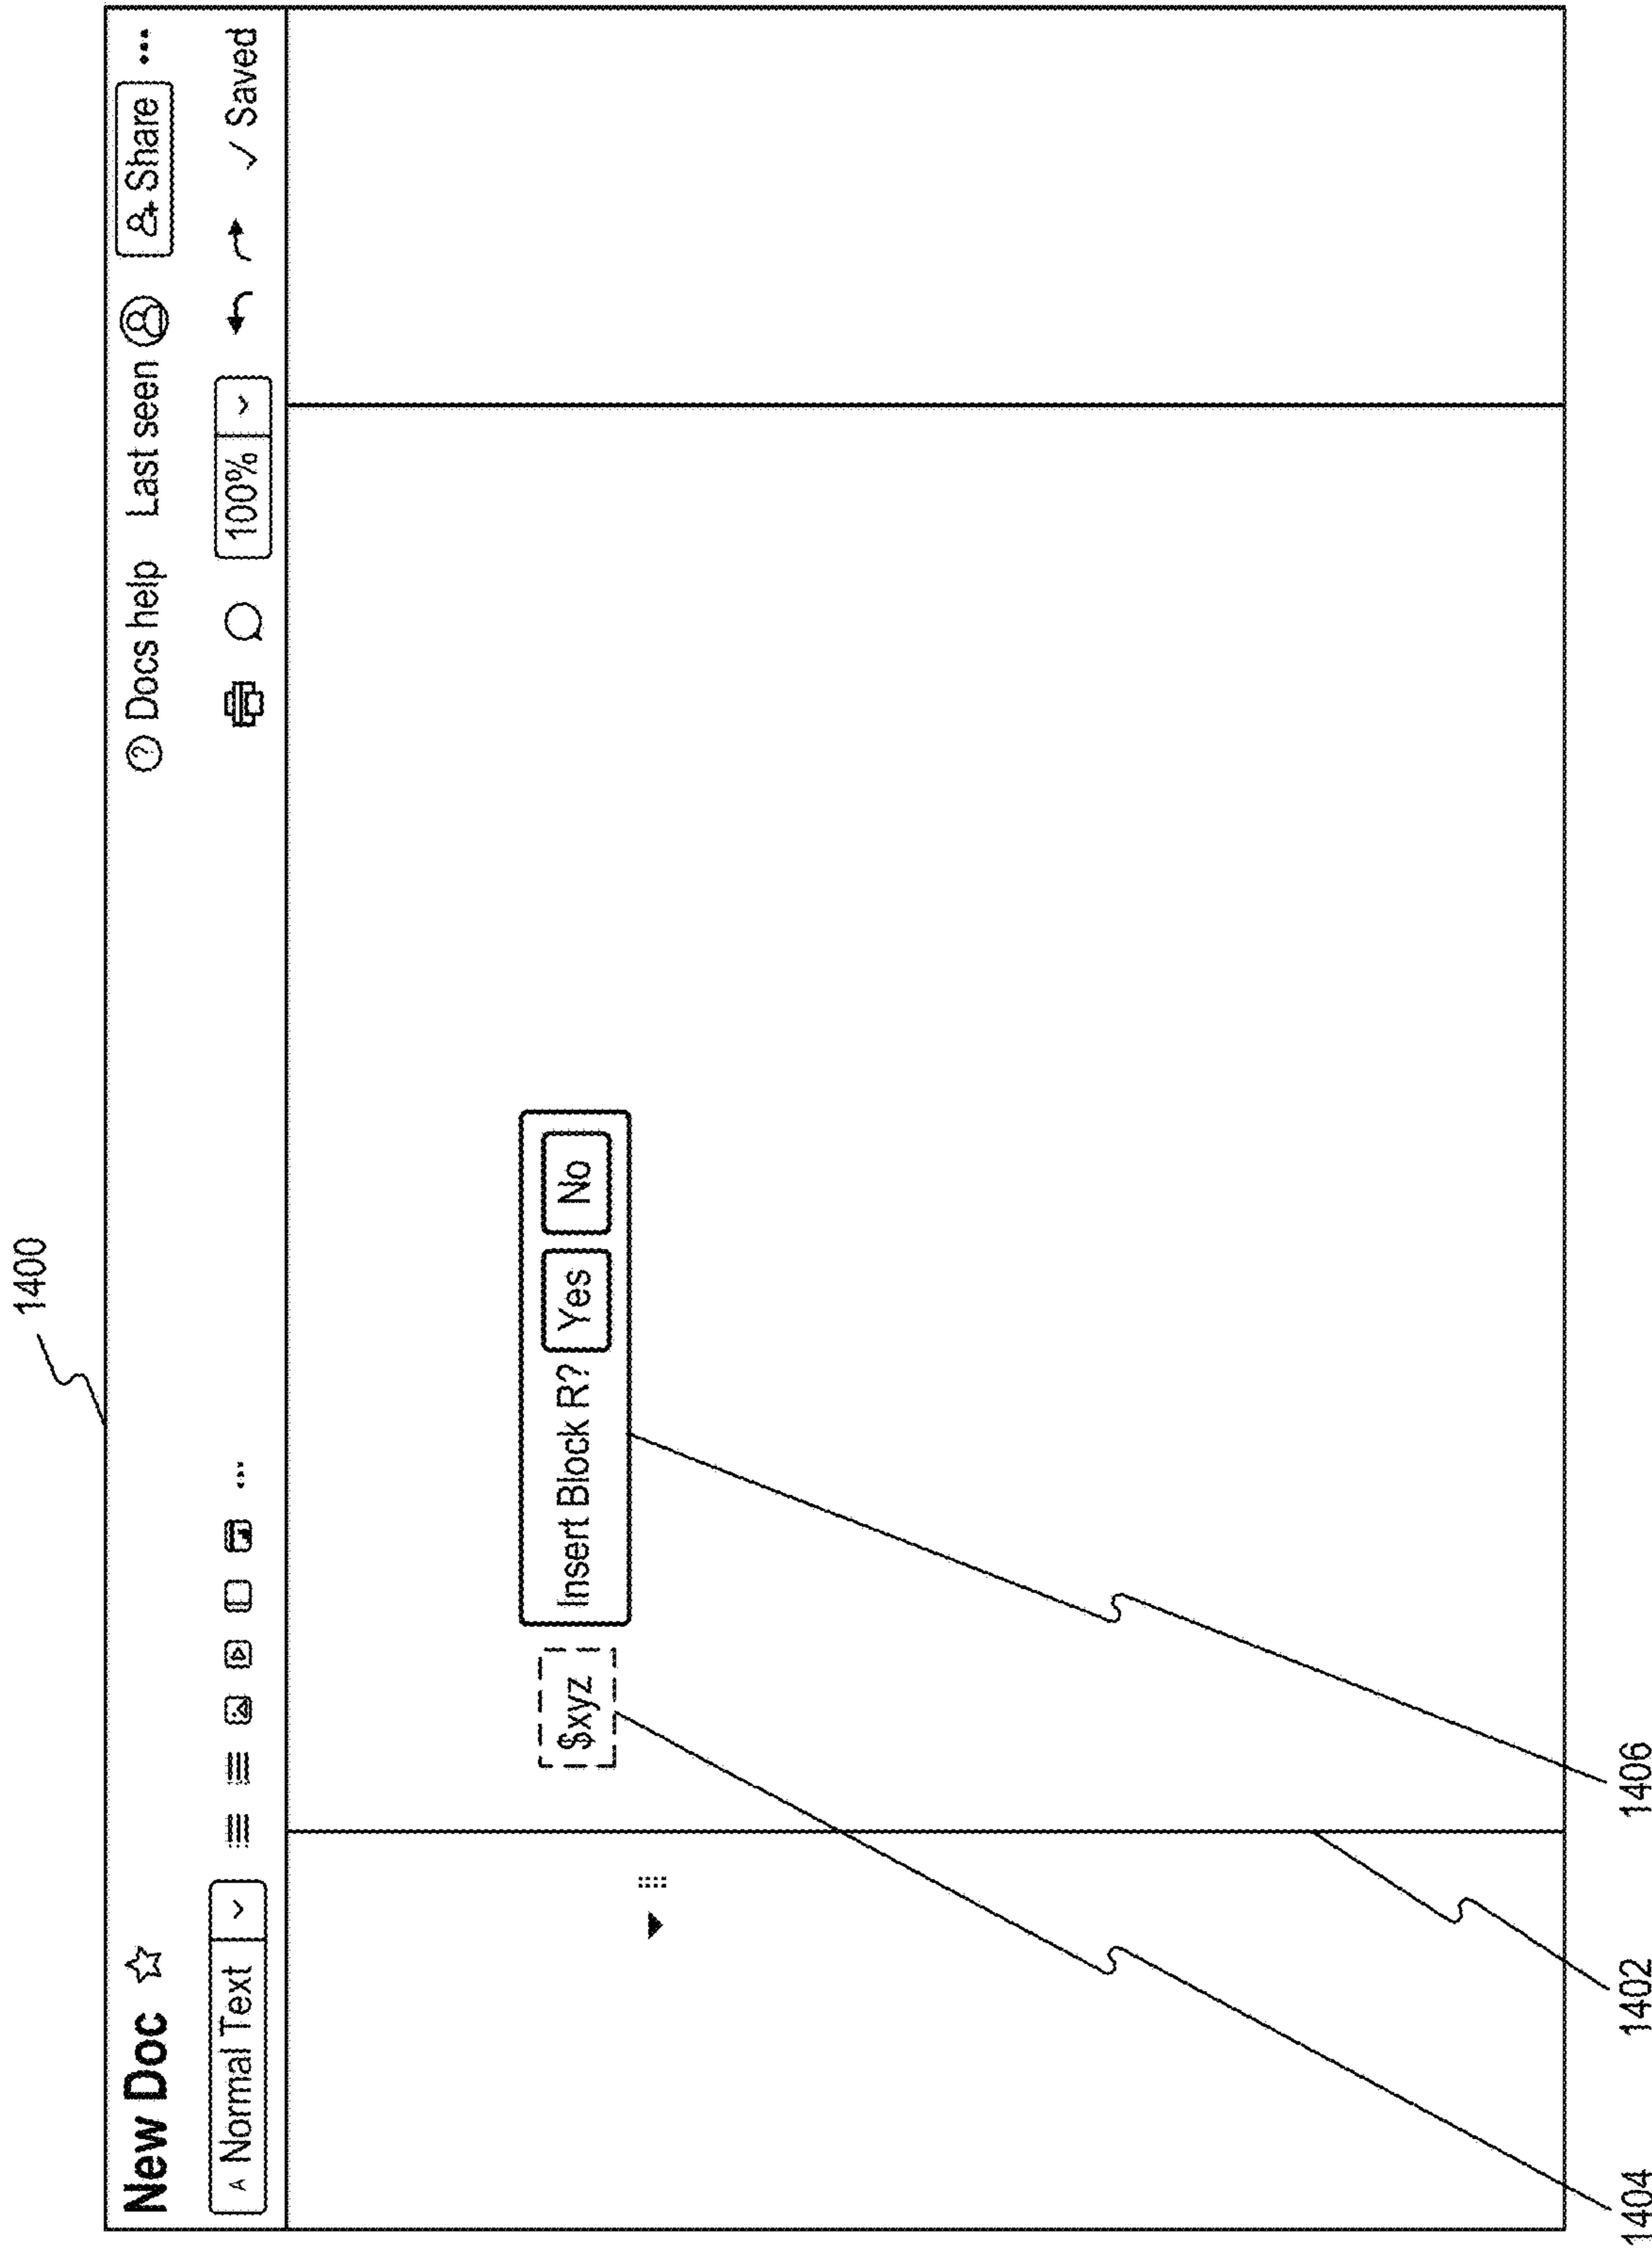 1400
New Doc
? Docs help Last seen Share ...
A Normal Text ... 100% ✓ Saved
$xyz Insert Block R? Yes No
1404 1402 1406